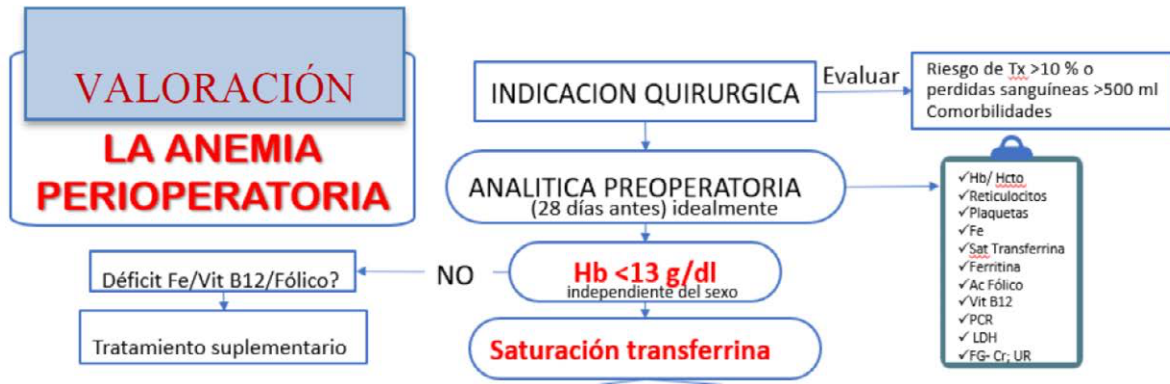 VALORACIÓN
LA ANEMIA
PERIOPERATORIA
INDICACION QUIRURGICA
Evaluar
Riesgo de Tx >10 % o
perdidas sanguíneas >500 ml
Comorbilidades
ANALITICA PREOPERATORIA
(28 días antes) idealmente
✓Hb/ Hcto
✓Reticulocitos
✓Plaquetas
✓Fe
✓Sat Transferrina
✓Ferritina
✓Ac Fólico
✓Vit B12
✓PCR
✓ LDH
✓FG- Cr; UR
Hb <13 g/dl
independiente del sexo
NO
Déficit Fe/Vit B12/Fólico?
Tratamiento suplementario
Saturación transferrina